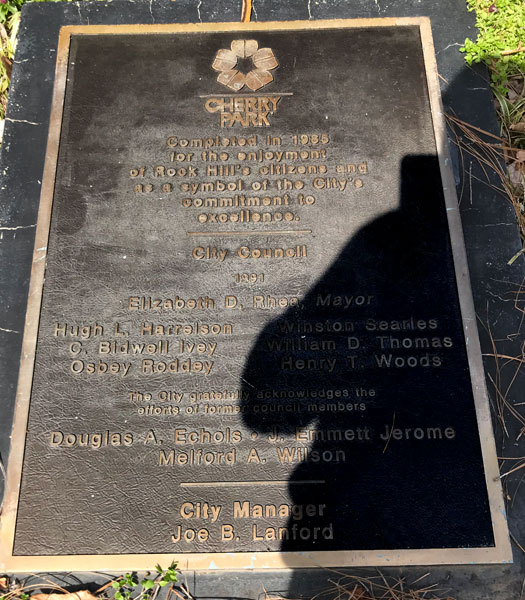 CHERRY
PARK
Completed in 1985
for the enjoyment
of Rock Hill's citizens and
as a symbol of the City's
commitment to
excellence.
City Council
1991
Elizabeth D. Rhea, Mayor
Hugh L. Harrelson Winston Searles
C. Bidwell Ivey William D. Thomas
Osbey Roddey Henry T. Woods
The City gratefully acknowledges the
efforts of former council members
Douglas A. Echols • J. Emmett Jerome
Melford A. Wilson
City Manager
Joe B. Lanford